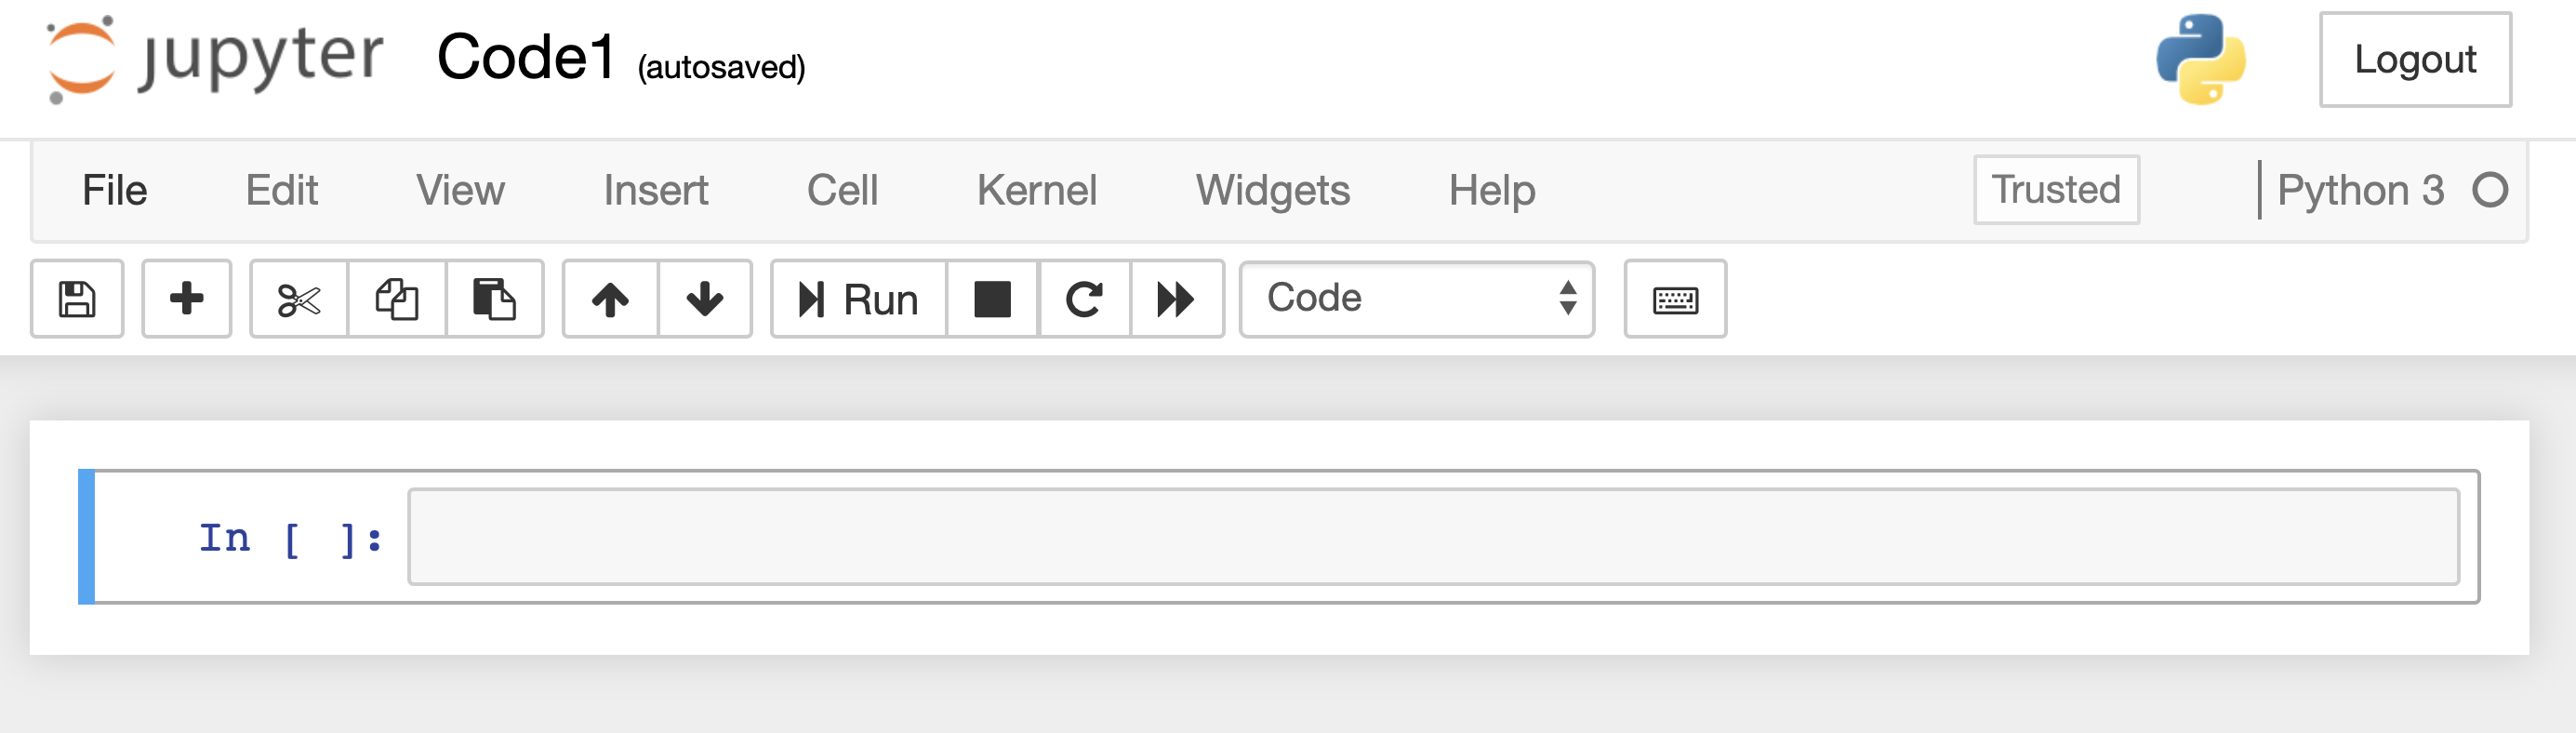 jupyter Code1 (autosaved) Logout
File Edit View Insert Cell Kernel Widgets Help Trusted Python 3
Run Code
In [ ]: